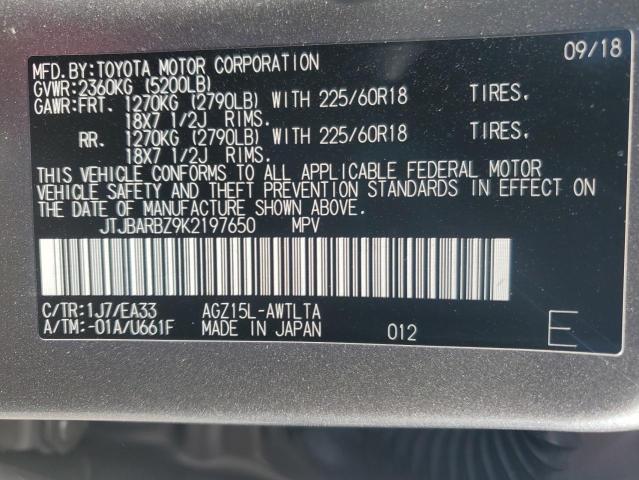 MFD.BY:TOYOTA MOTOR CORPORATION 09/18
GVWR:2360KG (5200LB)
GAWR:FRT. 1270KG (2790LB) WITH 225/60R18 TIRES.
18X7 1/2J RIMS.
RR. 1270KG (2790LB) WITH 225/60R18 TIRES.
18X7 1/2J RIMS.
THIS VEHICLE CONFORMS TO ALL APPLICABLE FEDERAL MOTOR
VEHICLE SAFETY AND THEFT PREVENTION STANDARDS IN EFFECT ON
THE DATE OF MANUFACTURE SHOWN ABOVE.
JTJBARBZ9K2197650 MPV
C/TR:1J7/EA33 AGZ15L-AWTLTA
A/TM:-01A/U661F MADE IN JAPAN 012 E